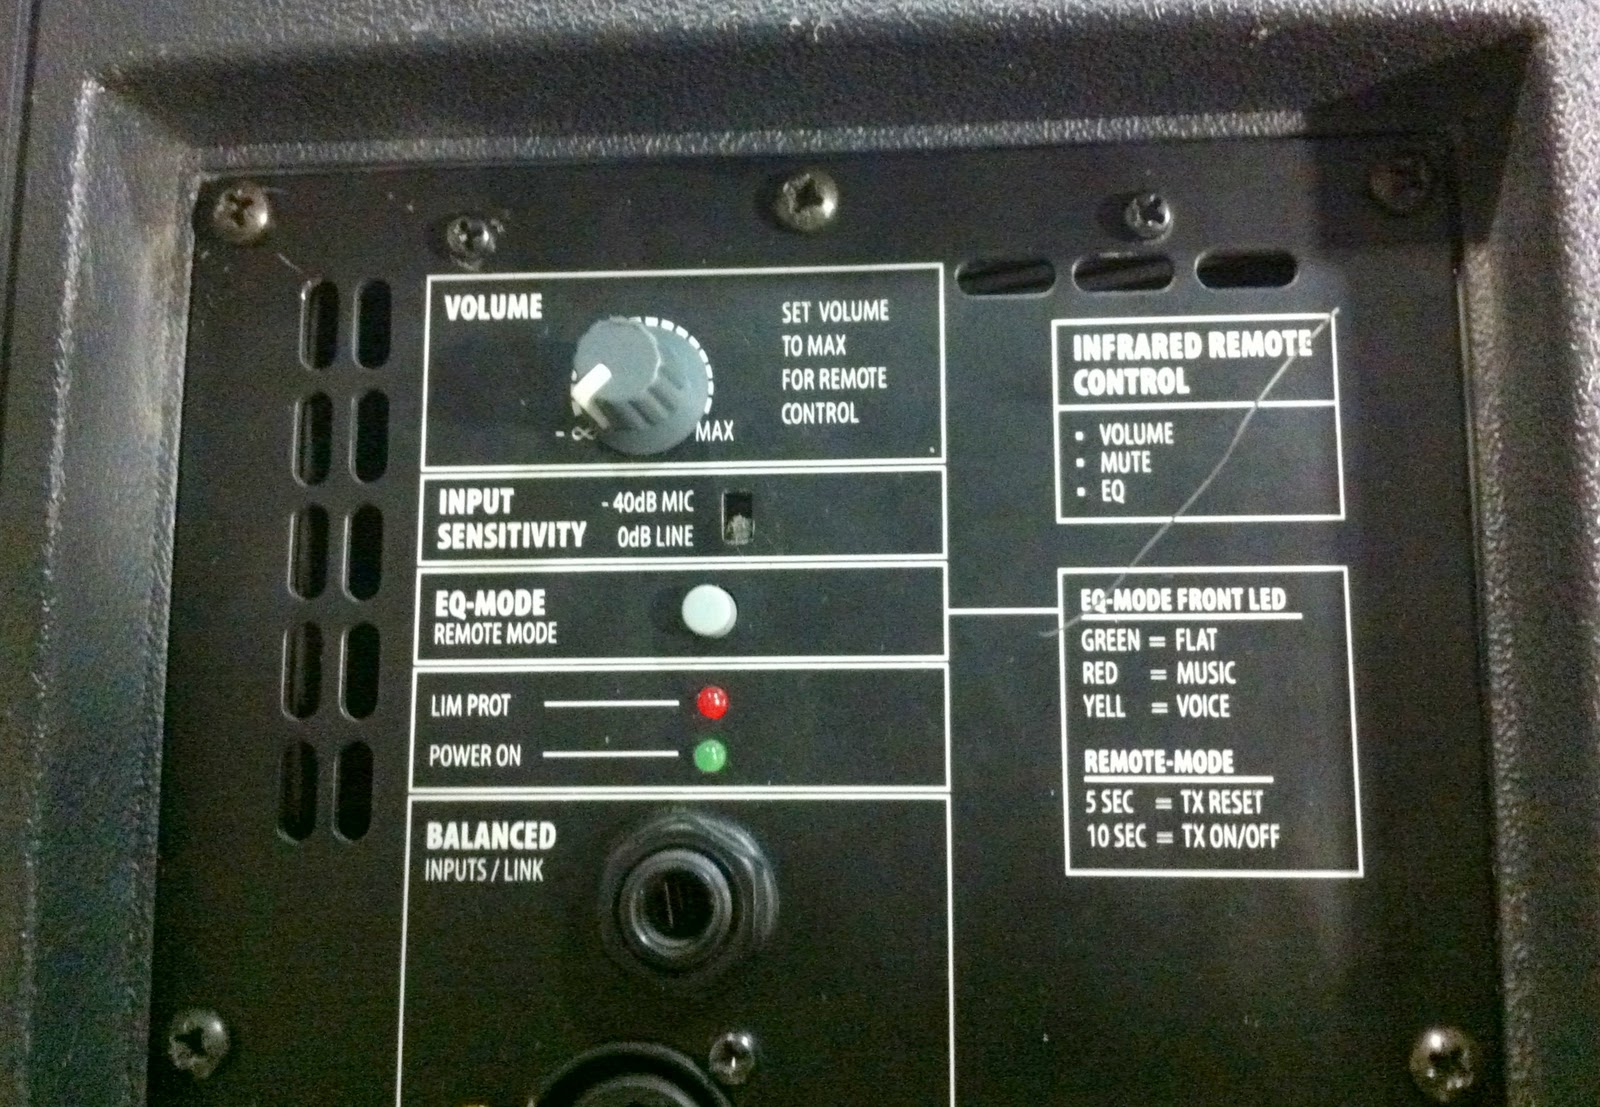 VOLUME
SET VOLUME
TO MAX
FOR REMOTE
CONTROL
- ∞
MAX
INPUT
SENSITIVITY
- 40dB MIC
0dB LINE
EQ-MODE
REMOTE MODE
LIM PROT
POWER ON
BALANCED
INPUTS / LINK
INFRARED REMOTE
CONTROL
▪ VOLUME
▪ MUTE
▪ EQ
EQ-MODE FRONT LED
GREEN = FLAT
RED = MUSIC
YELL = VOICE
REMOTE-MODE
5 SEC = TX RESET
10 SEC = TX ON/OFF